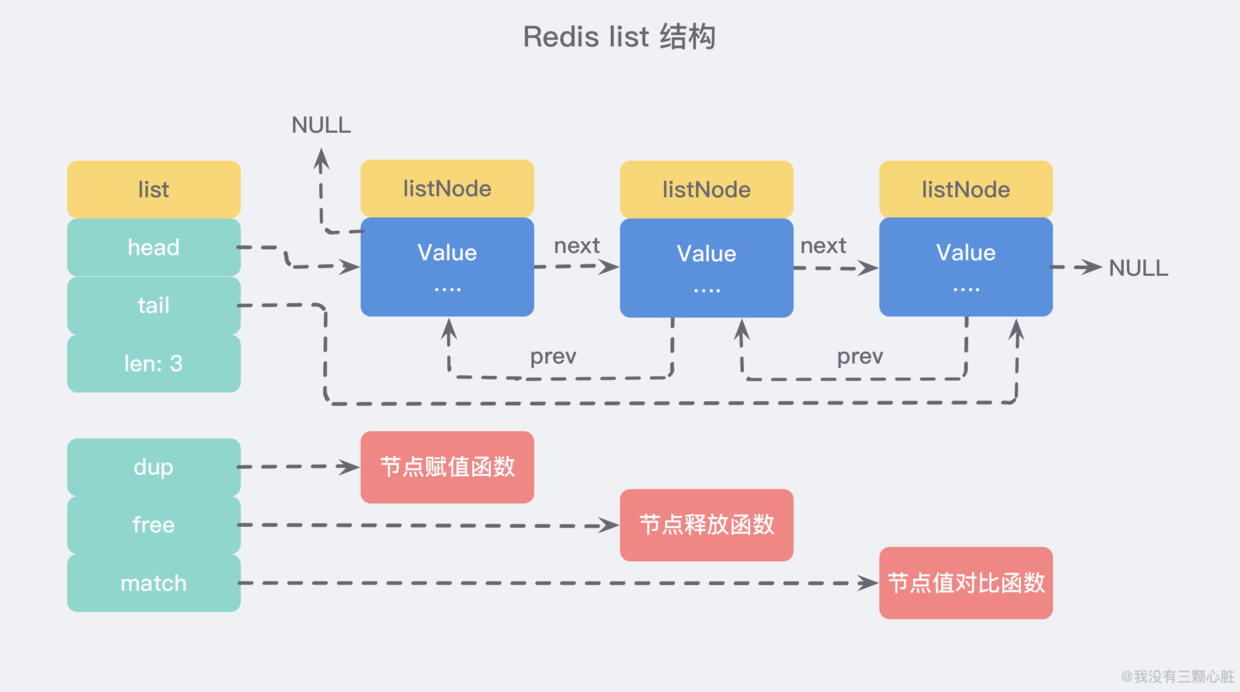 Redis list 结构
NULL
list
listNode
listNode
listNode
head
Value
next
Value
next
Value
....
....
....
NULL
tail
len: 3
prev
prev
dup
节点赋值函数
free
节点释放函数
match
节点值对比函数
@我没有三颗心脏